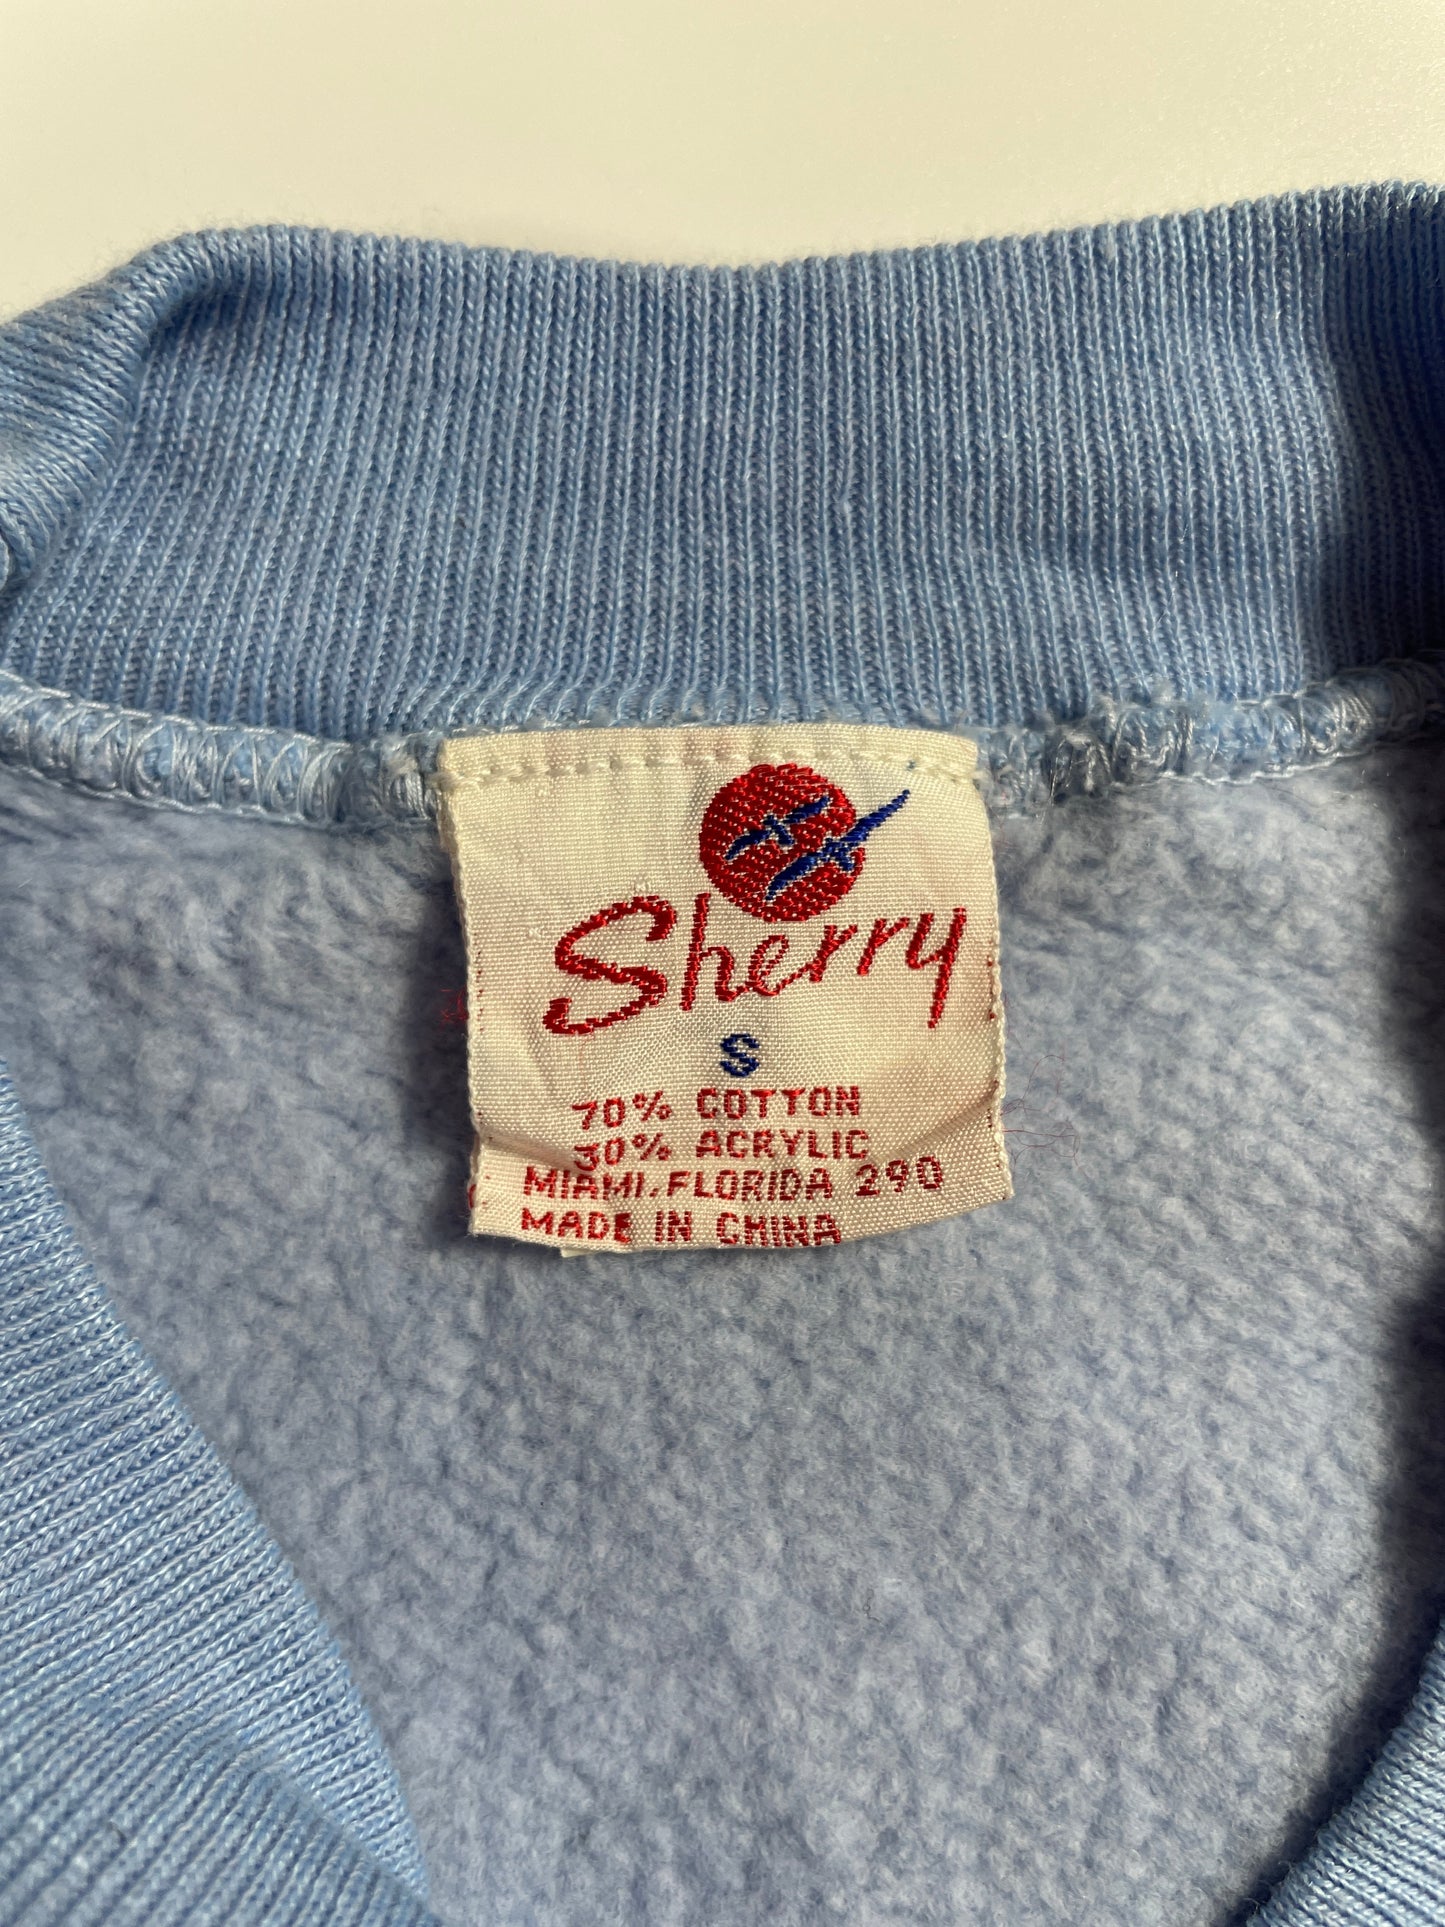 Sherry
S
70% COTTON
30% ACRYLIC
MIAMI. FLORIDA 290
MADE IN CHINA